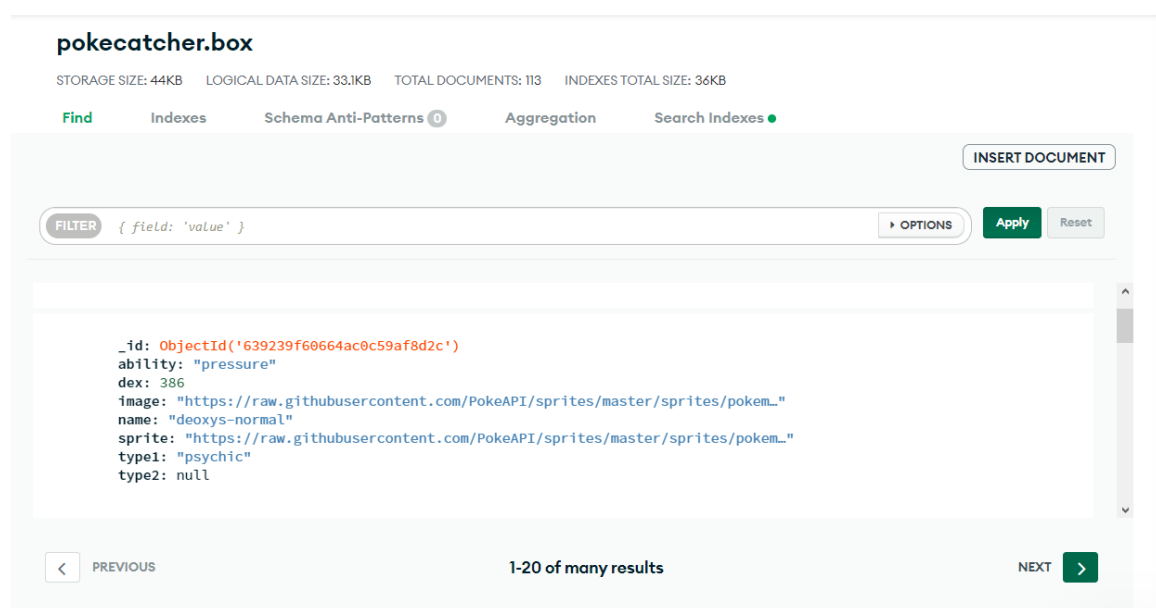 pokecatcher.box
STORAGE SIZE: 44KB LOGICAL DATA SIZE: 33.1KB TOTAL DOCUMENTS: 113 INDEXES TOTAL SIZE: 36KB
Find Indexes Schema Anti-Patterns 0 Aggregation Search Indexes
INSERT DOCUMENT
FILTER { field: 'value' } OPTIONS Apply Reset
_id: ObjectId('639239f60664ac0c59af8d2c')
ability: "pressure"
dex: 386
image: "https://raw.githubusercontent.com/PokeAPI/sprites/master/sprites/pokem…"
name: "deoxys-normal"
sprite: "https://raw.githubusercontent.com/PokeAPI/sprites/master/sprites/pokem…"
type1: "psychic"
type2: null
PREVIOUS 1-20 of many results NEXT